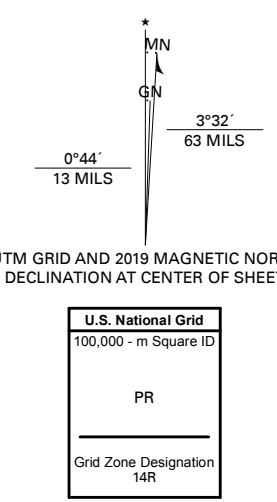 ★
MN
GN
3°32´
63 MILS
0°44´
13 MILS
UTM GRID AND 2019 MAGNETIC NOR
DECLINATION AT CENTER OF SHEET
U.S. National Grid
100,000 - m Square ID
PR
Grid Zone Designation
14R